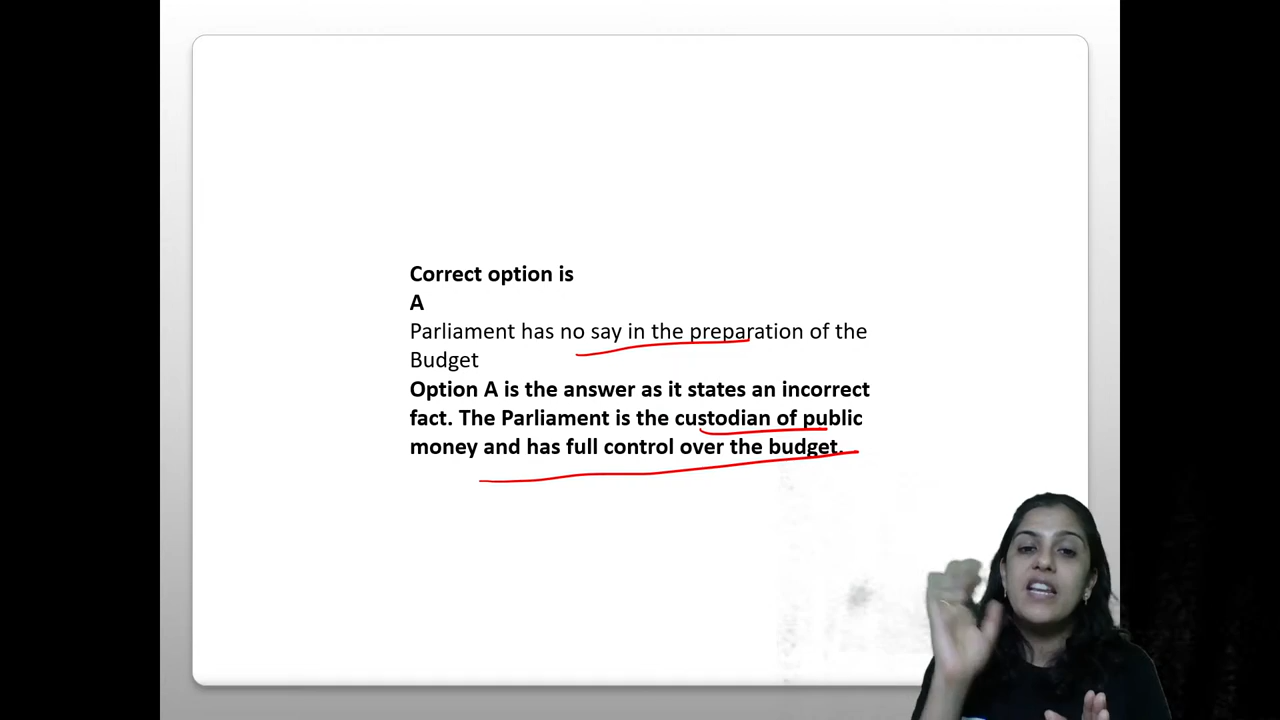 Correct option is
A
Parliament has no say in the preparation of the
Budget
Option A is the answer as it states an incorrect
fact. The Parliament is the custodian of public
money and has full control over the budget.